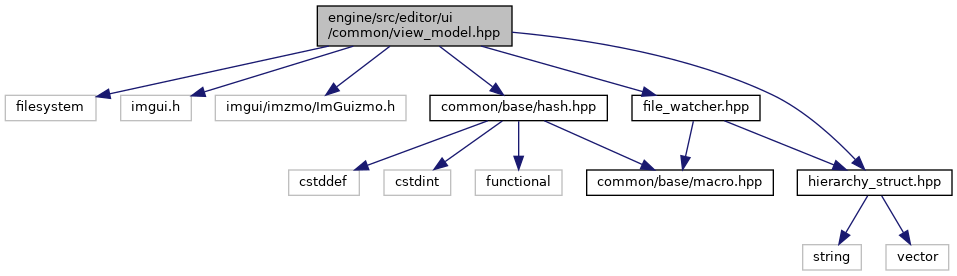 engine/src/editor/ui
/common/view_model.hpp
filesystem
imgui.h
imgui/imzmo/ImGuizmo.h
common/base/hash.hpp
file_watcher.hpp
cstddef
cstdint
functional
common/base/macro.hpp
hierarchy_struct.hpp
string
vector